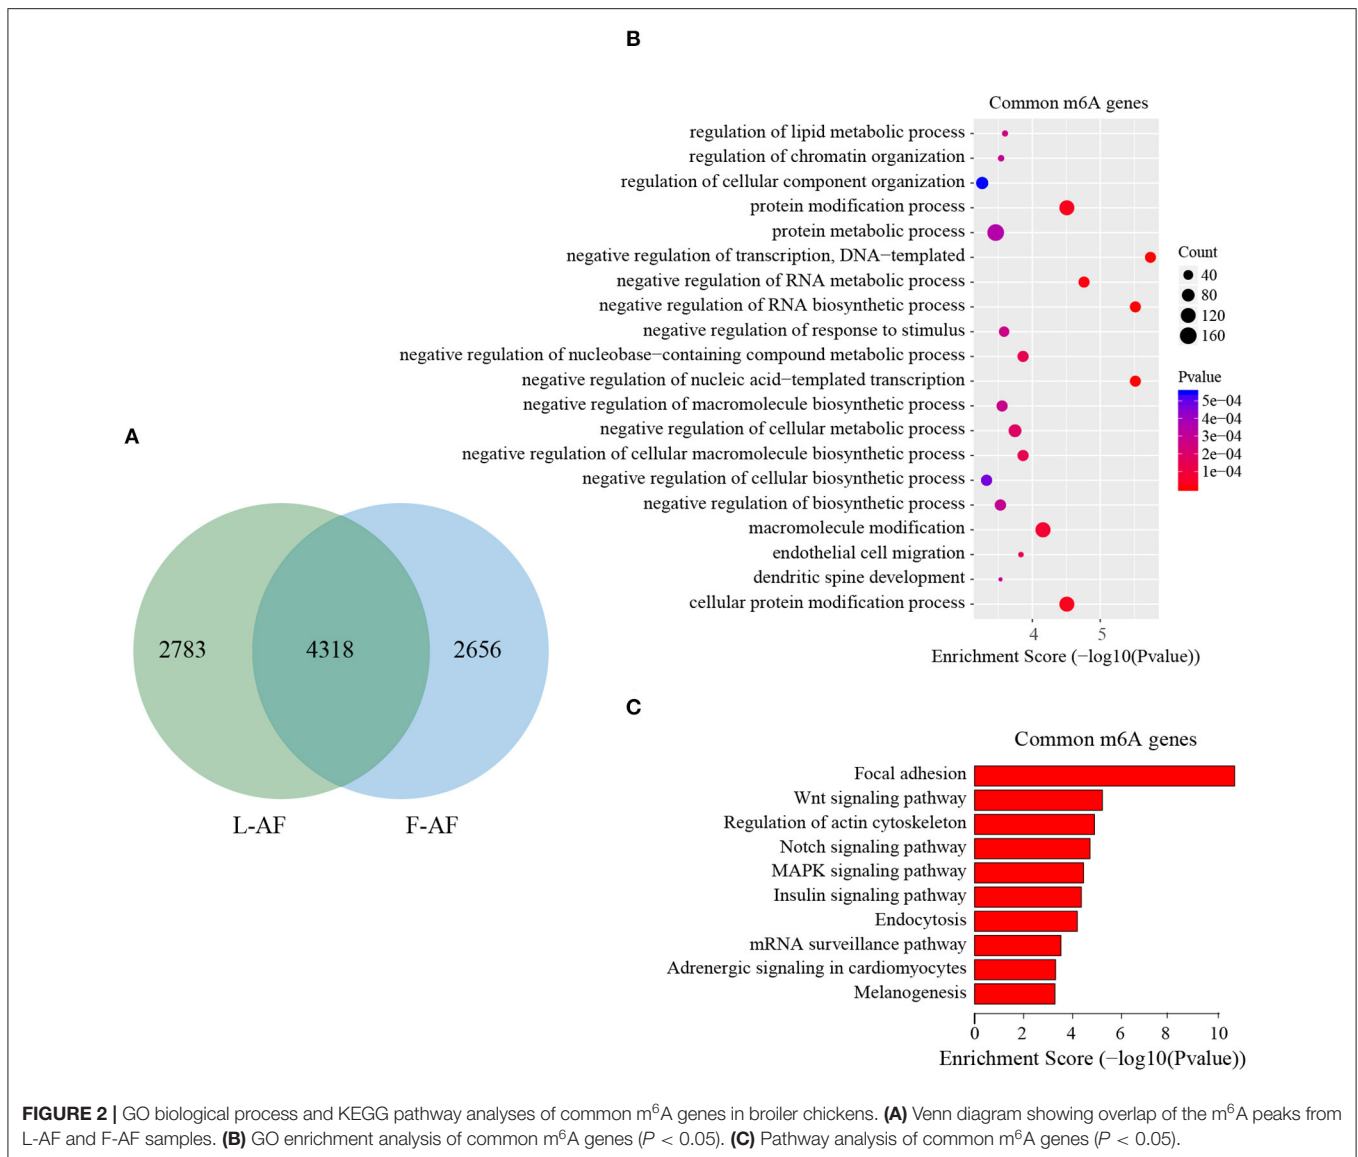 B
Common m6A genes
regulation of lipid metabolic process
regulation of chromatin organization
regulation of cellular component organization
protein modification process
protein metabolic process
negative regulation of transcription, DNA−templated
negative regulation of RNA metabolic process
negative regulation of RNA biosynthetic process
negative regulation of response to stimulus
negative regulation of nucleobase−containing compound metabolic process
negative regulation of nucleic acid−templated transcription
negative regulation of macromolecule biosynthetic process
negative regulation of cellular metabolic process
negative regulation of cellular macromolecule biosynthetic process
negative regulation of cellular biosynthetic process
negative regulation of biosynthetic process
macromolecule modification
endothelial cell migration
dendritic spine development
cellular protein modification process
4 5
Enrichment Score (−log10(Pvalue))
Count
40
80
120
160
Pvalue
5e−04
4e−04
3e−04
2e−04
1e−04
A
2783 4318 2656
L-AF F-AF
C
Common m6A genes
Focal adhesion
Wnt signaling pathway
Regulation of actin cytoskeleton
Notch signaling pathway
MAPK signaling pathway
Insulin signaling pathway
Endocytosis
mRNA surveillance pathway
Adrenergic signaling in cardiomyocytes
Melanogenesis
0 2 4 6 8 10
Enrichment Score (−log10(Pvalue))
FIGURE 2 | GO biological process and KEGG pathway analyses of common m⁶A genes in broiler chickens. (A) Venn diagram showing overlap of the m⁶A peaks from
L-AF and F-AF samples. (B) GO enrichment analysis of common m⁶A genes (P < 0.05). (C) Pathway analysis of common m⁶A genes (P < 0.05).